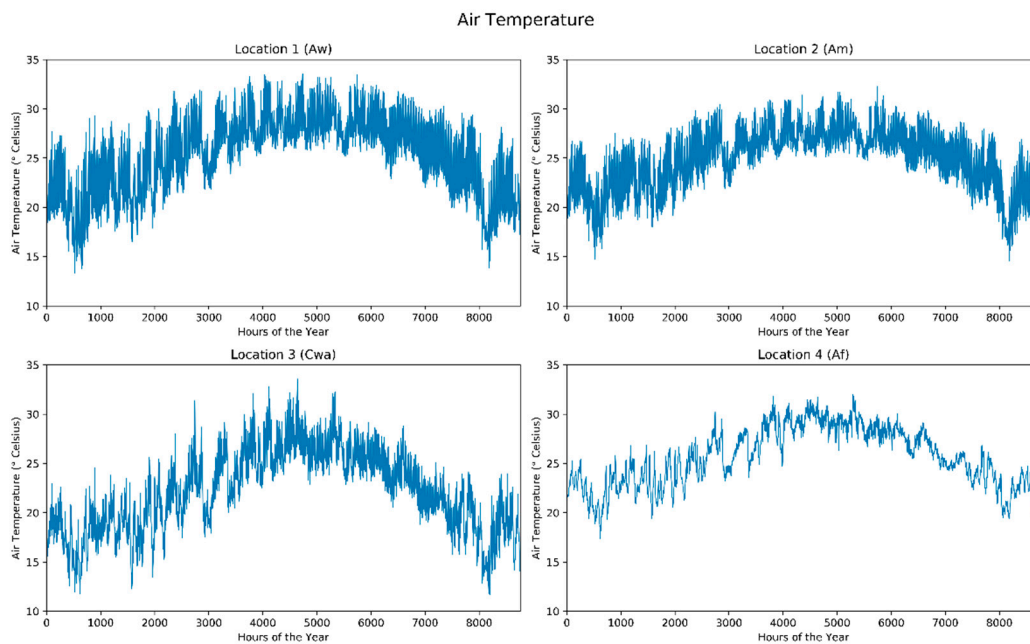 Air Temperature
Location 1 (Aw)
Location 2 (Am)
Air Temperature (° Celsius)
35
30
25
20
15
10
0 1000 2000 3000 4000 5000 6000 7000 8000
Hours of the Year
Air Temperature (° Celsius)
35
30
25
20
15
10
0 1000 2000 3000 4000 5000 6000 7000 8000
Hours of the Year
Location 3 (Cwa)
Location 4 (Af)
Air Temperature (° Celsius)
35
30
25
20
15
10
0 1000 2000 3000 4000 5000 6000 7000 8000
Hours of the Year
Air Temperature (° Celsius)
35
30
25
20
15
10
0 1000 2000 3000 4000 5000 6000 7000 8000
Hours of the Year